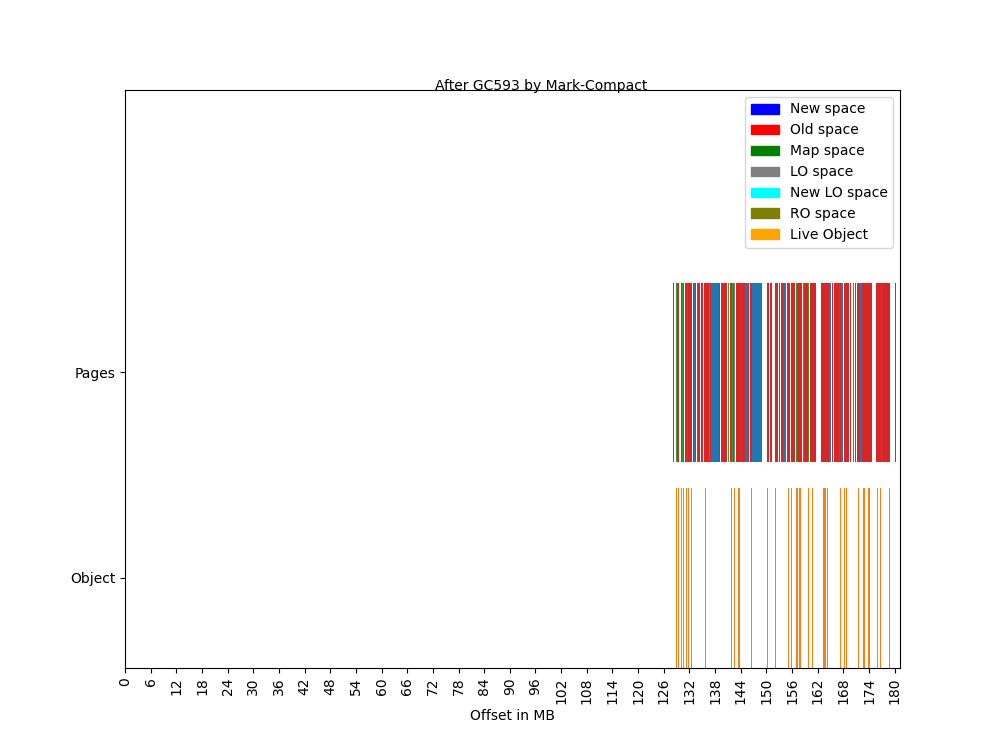 After GC593 by Mark-Compact
New space
Old space
Map space
LO space
New LO space
RO space
Live Object
Pages
Object
0 6 12 18 24 30 36 42 48 54 60 66 72 78 84 90 96 102 108 114 120 126 132 138 144 150 156 162 168 174 180
Offset in MB